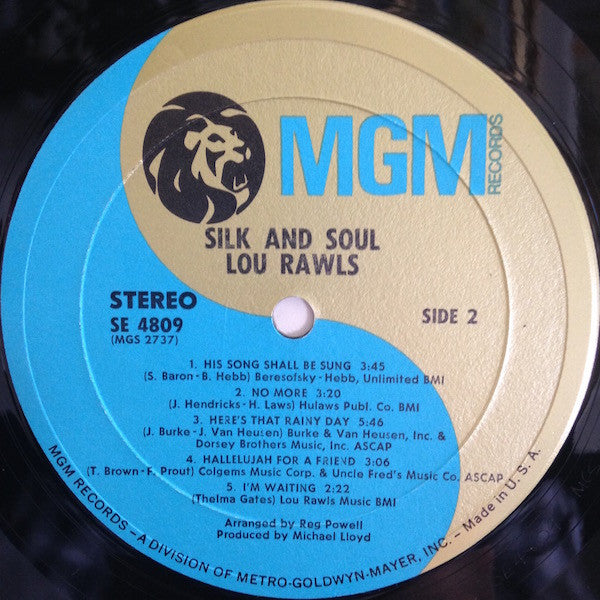 MGM
RECORDS
SILK AND SOUL
LOU RAWLS
STEREO
SE 4809
(MGS 2737)
SIDE 2
1. HIS SONG SHALL BE SUNG 3:45
(S. Baron-B. Hebb) Beresofsky-Hebb, Unlimited BMI
2. NO MORE 3:20
(J. Hendricks-H. Laws) Hulaws Publ. Co. BMI
3. HERE'S THAT RAINY DAY 5:46
(J. Burke-J. Van Heusen) Burke & Van Heusen, Inc. &
Dorsey Brothers Music, Inc. ASCAP
4. HALLELUJAH FOR A FRIEND 3:06
(T. Brown-F. Prout) Colgems Music Corp. & Uncle Fred's Music Co. ASCAP
5. I'M WAITING 2:22
(Thelma Gates) Lou Rawls Music BMI
Arranged by Reg Powell
Produced by Michael Lloyd
MGM RECORDS – A DIVISION OF METRO-GOLDWYN-MAYER, INC. – Made in U. S. A.